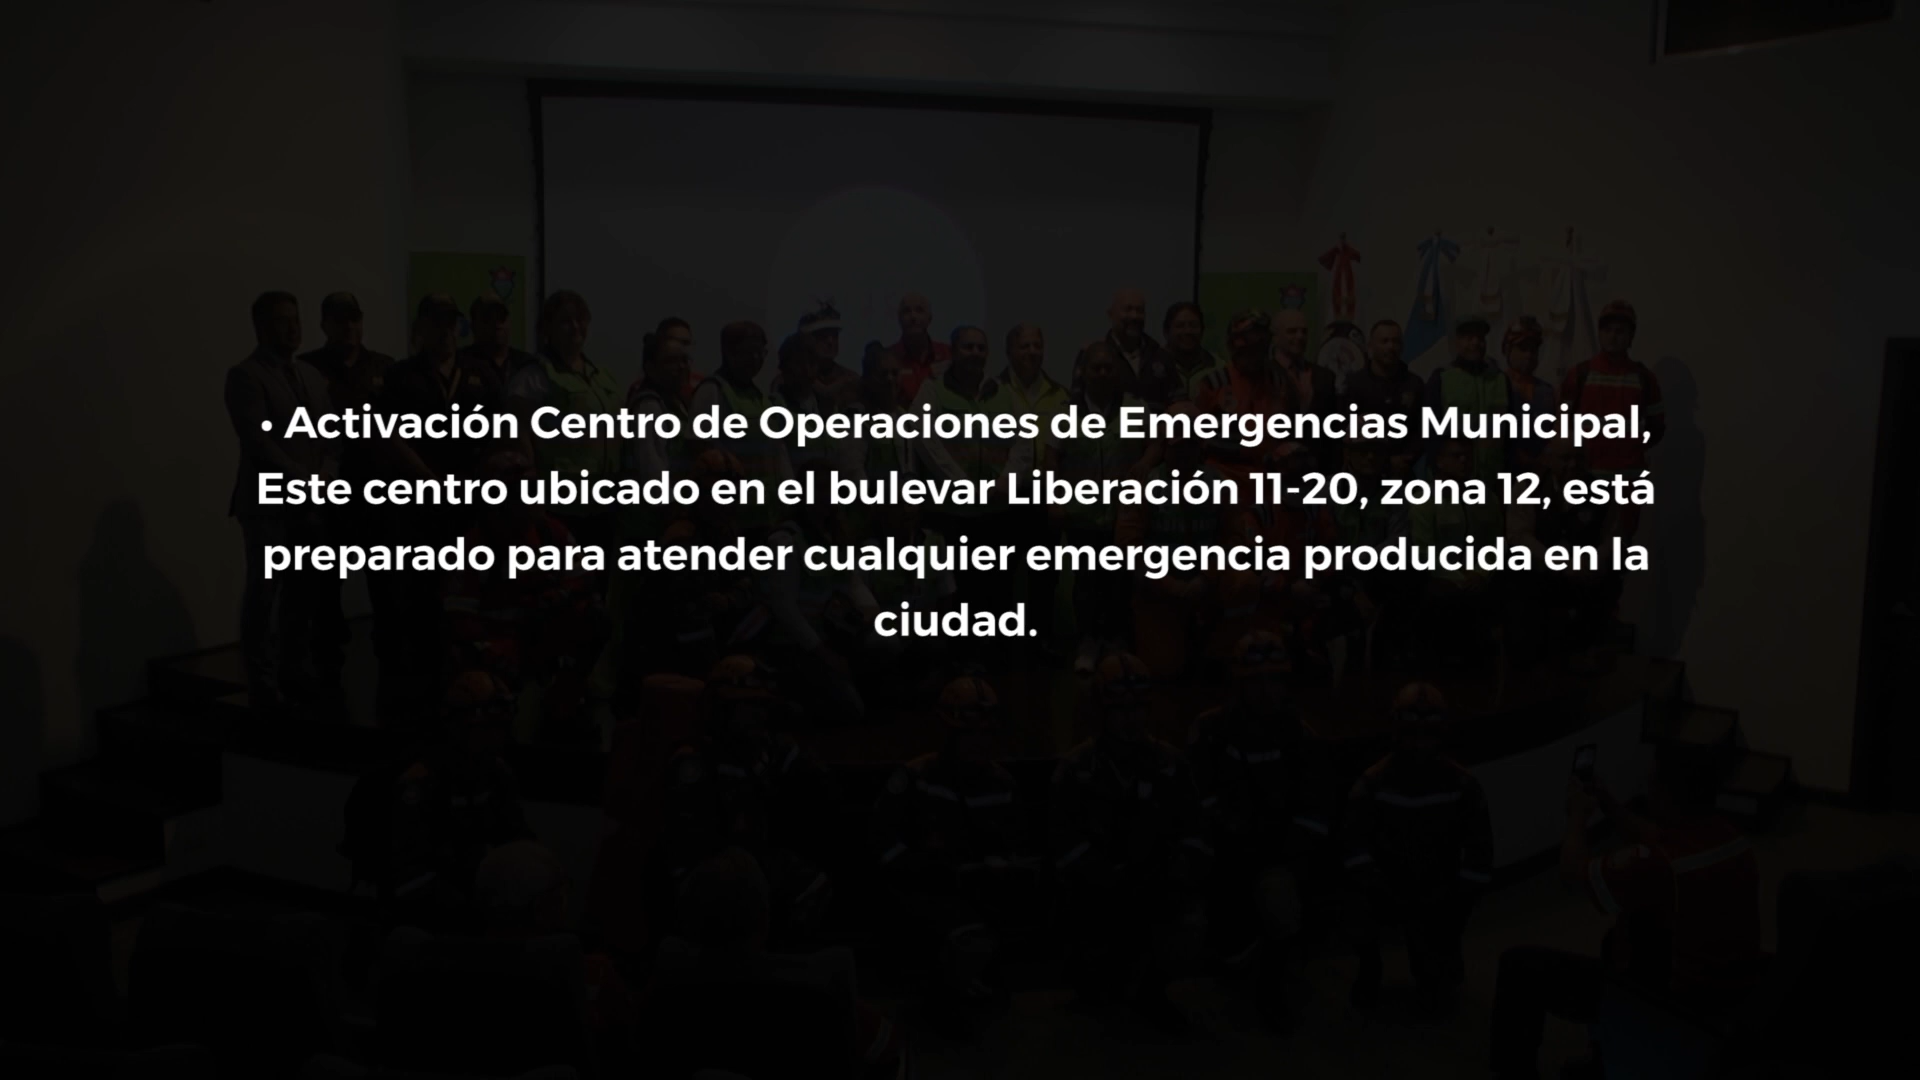 • Activación Centro de Operaciones de Emergencias Municipal,
Este centro ubicado en el bulevar Liberación 11-20, zona 12, está
preparado para atender cualquier emergencia producida en la
ciudad.